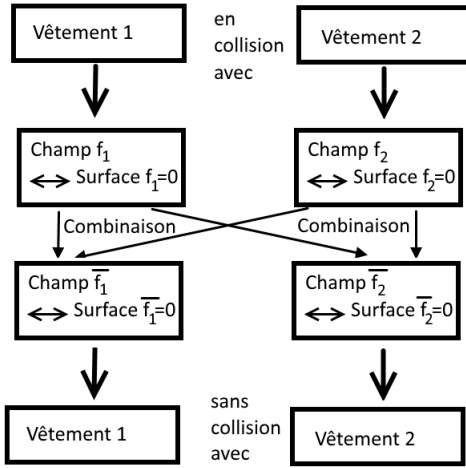 Vêtement 1
en
collision
avec
Vêtement 2
Champ f₁
⟷ Surface f₁=0
Champ f₂
⟷ Surface f₂=0
Combinaison
Combinaison
Champ f̅₁
⟷ Surface f̅₁=0
Champ f̅₂
⟷ Surface f̅₂=0
Vêtement 1
sans
collision
avec
Vêtement 2